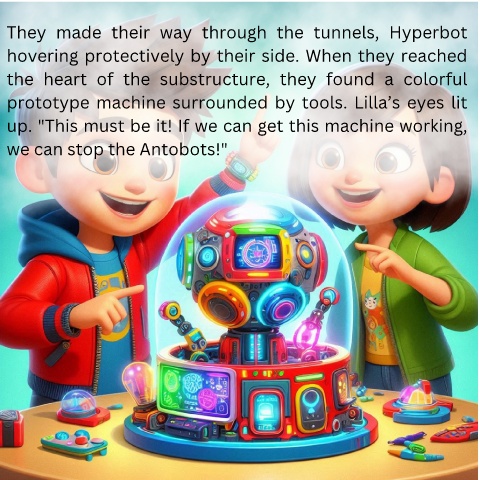 They made their way through the tunnels, Hyperbot
hovering protectively by their side. When they reached
the heart of the substructure, they found a colorful
prototype machine surrounded by tools. Lilla’s eyes lit
up. "This must be it! If we can get this machine working,
we can stop the Antobots!"